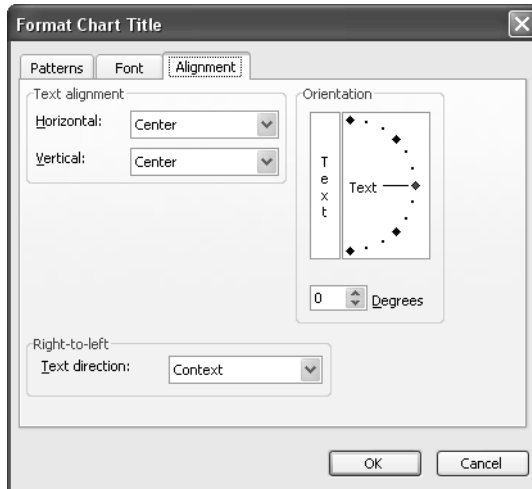 Format Chart Title
Patterns Font Alignment
Text alignment
Horizontal: Center
Vertical: Center
Orientation
Text
Text
0 Degrees
Right-to-left
Text direction: Context
OK Cancel